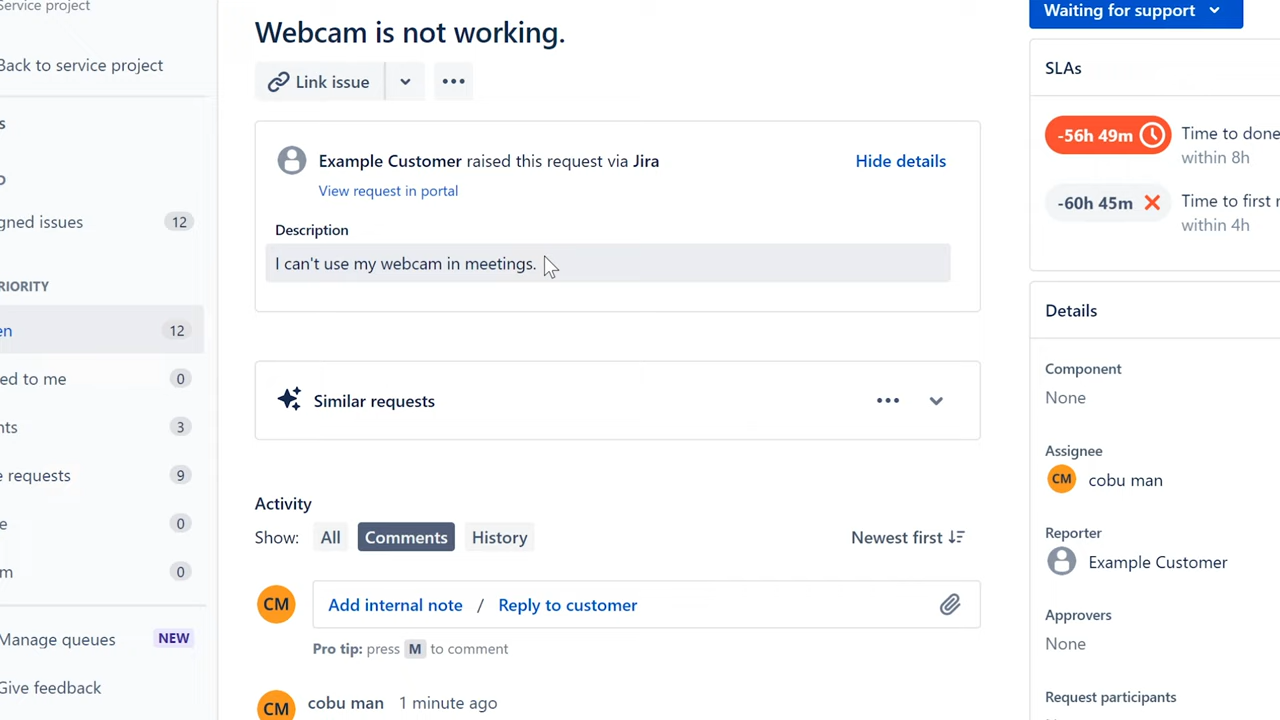 Service project
Back to service project
s
D
gned issues 12
RIORITY
en 12
ed to me 0
nts 3
e requests 9
e 0
m 0
Manage queues NEW
Give feedback
Webcam is not working.
Link issue
Example Customer raised this request via Jira
Hide details
View request in portal
Description
I can't use my webcam in meetings.
Similar requests
Activity
Show: All Comments History
Newest first
CM Add internal note / Reply to customer
Pro tip: press M to comment
CM cobu man 1 minute ago
Waiting for support
SLAs
-56h 49m Time to done
within 8h
-60h 45m Time to first r
within 4h
Details
Component
None
Assignee
CM cobu man
Reporter
Example Customer
Approvers
None
Request participants